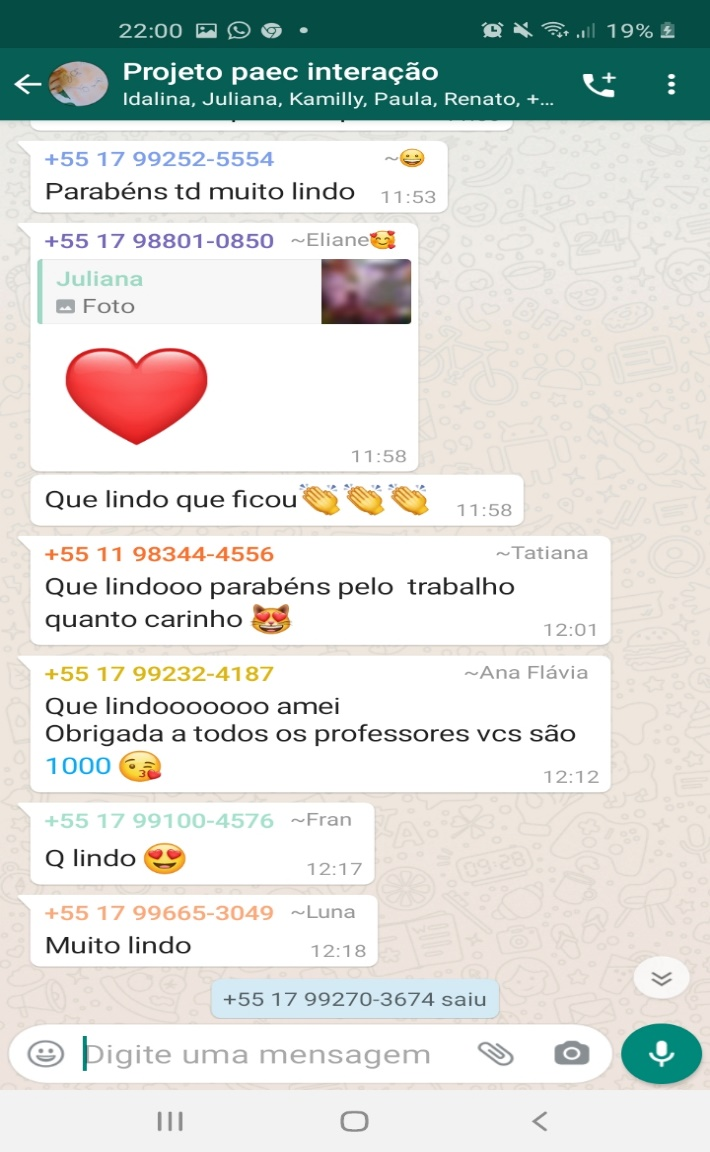 22:00
19%
Projeto paec interação
Idalina, Juliana, Kamilly, Paula, Renato, +...
+55 17 99252-5554 ~😀
Parabéns td muito lindo 11:53
+55 17 98801-0850 ~Eliane🥰
Juliana
Foto
❤️
11:58
Que lindo que ficou👏👏👏 11:58
+55 11 98344-4556 ~Tatiana
Que lindooo parabéns pelo  trabalho
quanto carinho 😻 12:01
+55 17 99232-4187 ~Ana Flávia
Que lindooooooo amei
Obrigada a todos os professores vcs são
1000 😘 12:12
+55 17 99100-4576 ~Fran
Q lindo 😍 12:17
+55 17 99665-3049 ~Luna
Muito lindo 12:18
+55 17 99270-3674 saiu
Digite uma mensagem